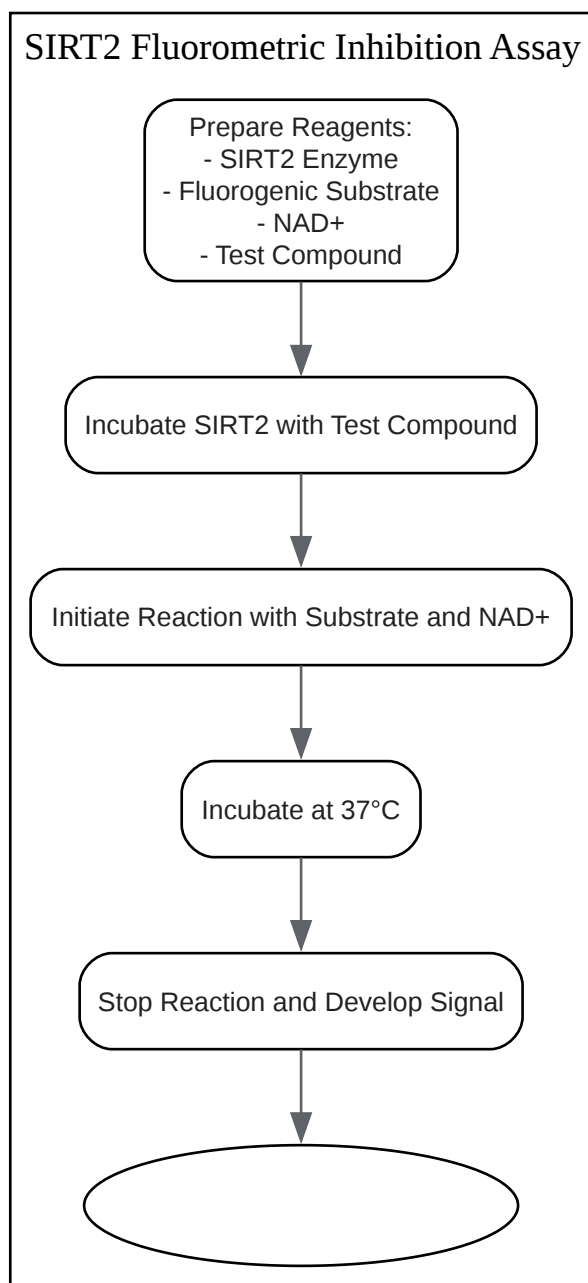 SIRT2 Fluorometric Inhibition Assay
Prepare Reagents:
- SIRT2 Enzyme
- Fluorogenic Substrate
- NAD+
- Test Compound
Incubate SIRT2 with Test Compound
Initiate Reaction with Substrate and NAD+
Incubate at 37°C
Stop Reaction and Develop Signal